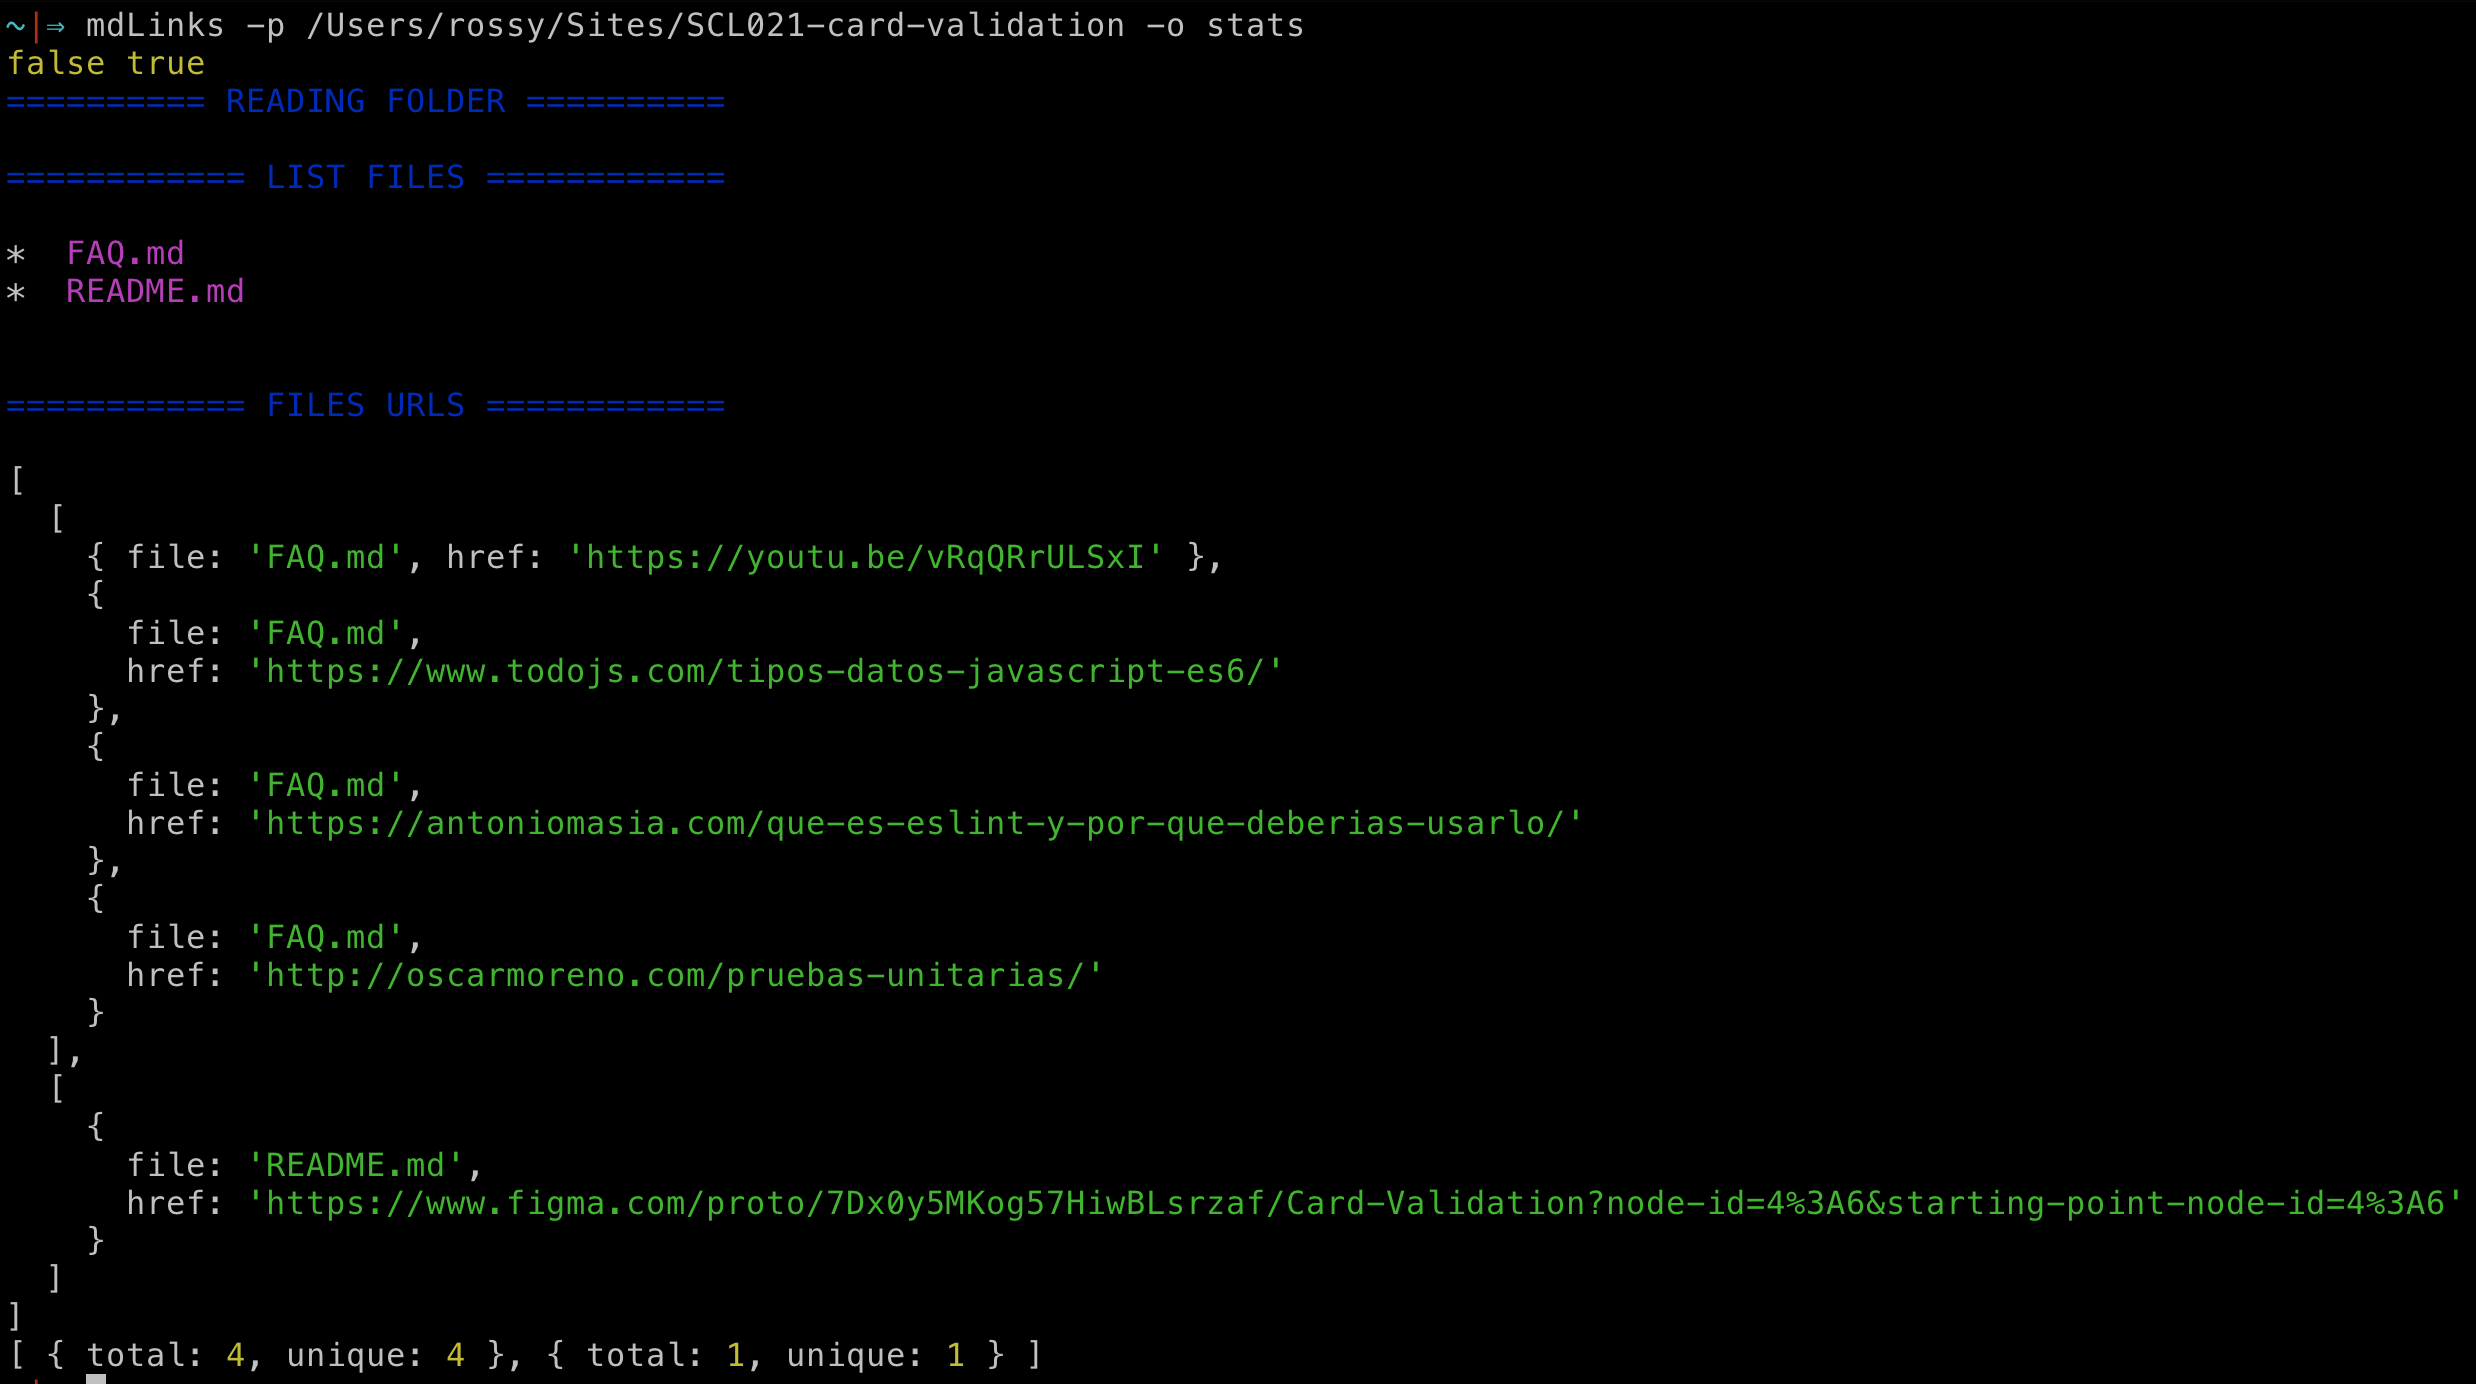 ~|⇒ mdLinks -p /Users/rossy/Sites/SCL021-card-validation -o stats
false true
========== READING FOLDER ==========
============ LIST FILES ============
*  FAQ.md
*  README.md
============ FILES URLS ============
[
  [
    { file: 'FAQ.md', href: 'https://youtu.be/vRqQRrULSxI' },
    {
      file: 'FAQ.md',
      href: 'https://www.todojs.com/tipos-datos-javascript-es6/'
    },
    {
      file: 'FAQ.md',
      href: 'https://antoniomasia.com/que-es-eslint-y-por-que-deberias-usarlo/'
    },
    {
      file: 'FAQ.md',
      href: 'http://oscarmoreno.com/pruebas-unitarias/'
    }
  ],
  [
    {
      file: 'README.md',
      href: 'https://www.figma.com/proto/7Dx0y5MKog57HiwBLsrzaf/Card-Validation?node-id=4%3A6&starting-point-node-id=4%3A6'
    }
  ]
]
[ { total: 4, unique: 4 }, { total: 1, unique: 1 } ]